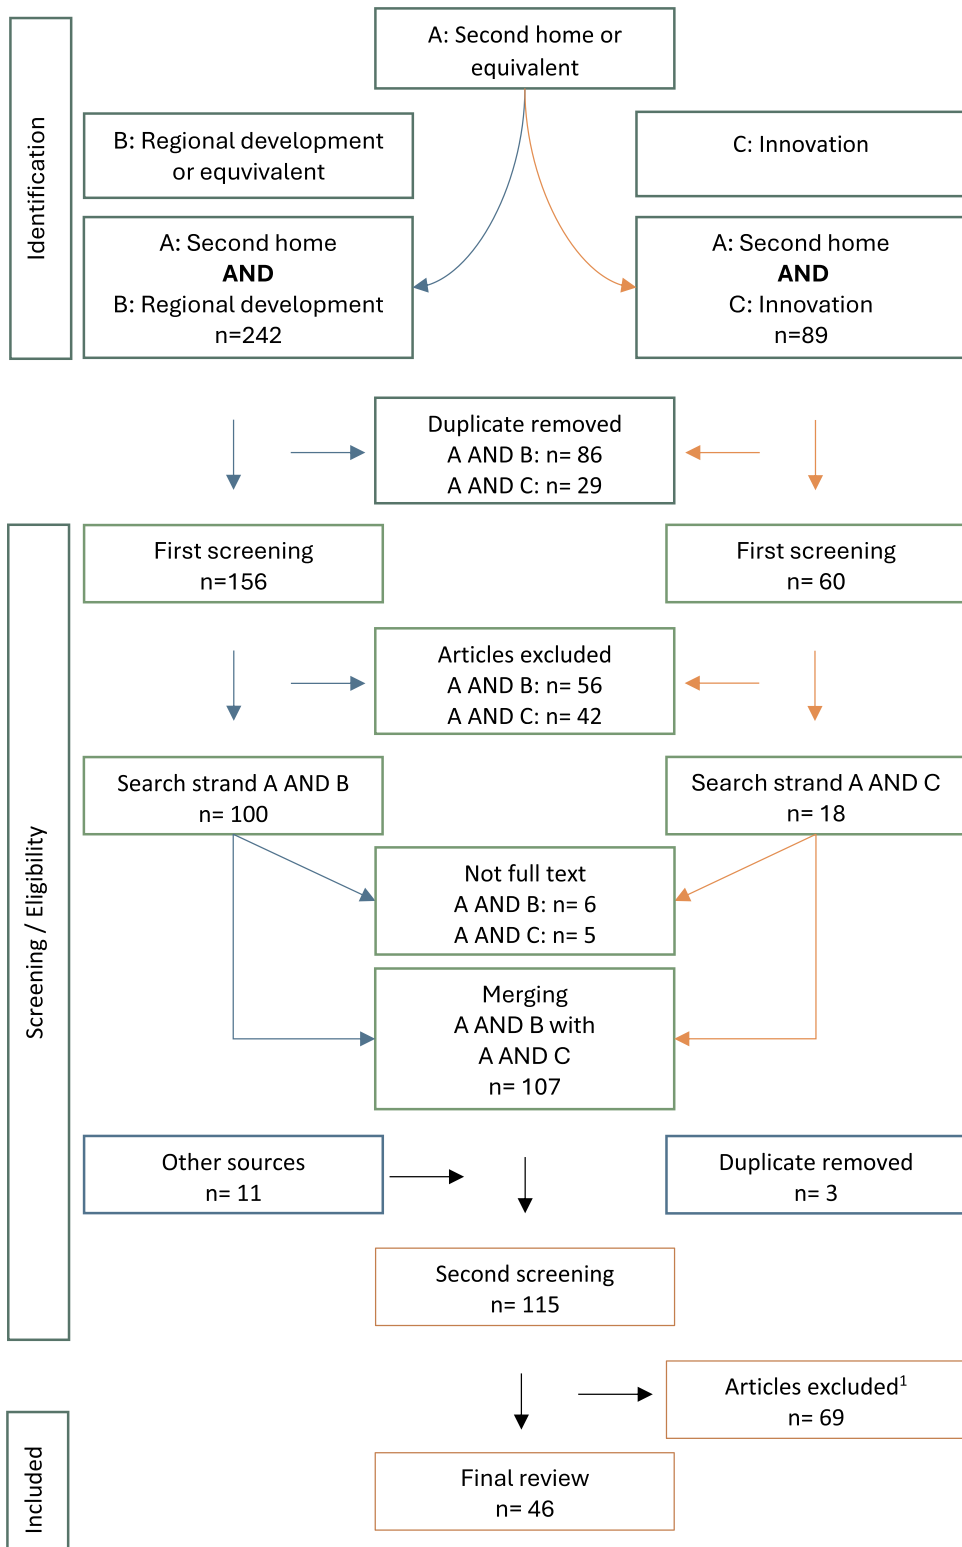 Identification
A: Second home or
equivalent
B: Regional development
or equvivalent
C: Innovation
A: Second home
AND
B: Regional development
n=242
A: Second home
AND
C: Innovation
n=89
Duplicate removed
A AND B: n= 86
A AND C: n= 29
Screening / Eligibility
First screening
n=156
First screening
n= 60
Articles excluded
A AND B: n= 56
A AND C: n= 42
Search strand A AND B
n= 100
Search strand A AND C
n= 18
Not full text
A AND B: n= 6
A AND C: n= 5
Merging
A AND B with
A AND C
n= 107
Other sources
n= 11
Duplicate removed
n= 3
Second screening
n= 115
Articles excluded¹
n= 69
Included
Final review
n= 46